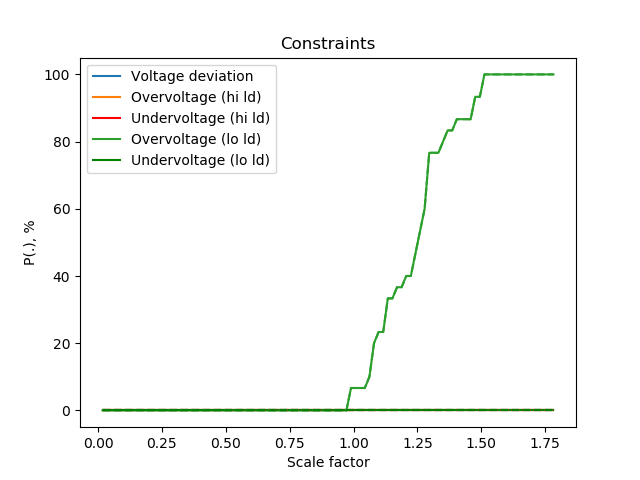 Constraints
Voltage deviation
Overvoltage (hi ld)
Undervoltage (hi ld)
Overvoltage (lo ld)
Undervoltage (lo ld)
100
80
60
40
20
0
P(.), %
0.00 0.25 0.50 0.75 1.00 1.25 1.50 1.75
Scale factor